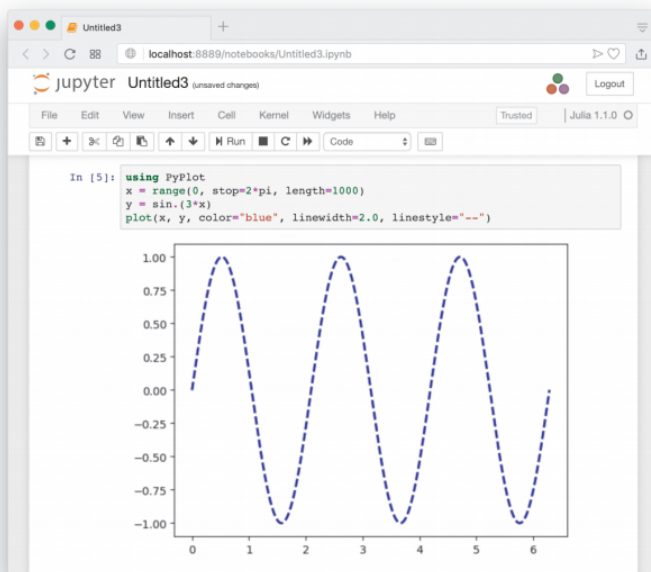 Untitled3
localhost:8889/notebooks/Untitled3.ipynb
jupyter Untitled3 (unsaved changes)
Logout
File Edit View Insert Cell Kernel Widgets Help
Trusted
Julia 1.1.0
Run
Code
In [5]: using PyPlot
x = range(0, stop=2*pi, length=1000)
y = sin.(3*x)
plot(x, y, color="blue", linewidth=2.0, linestyle="--")
1.00
0.75
0.50
0.25
0.00
−0.25
−0.50
−0.75
−1.00
0 1 2 3 4 5 6